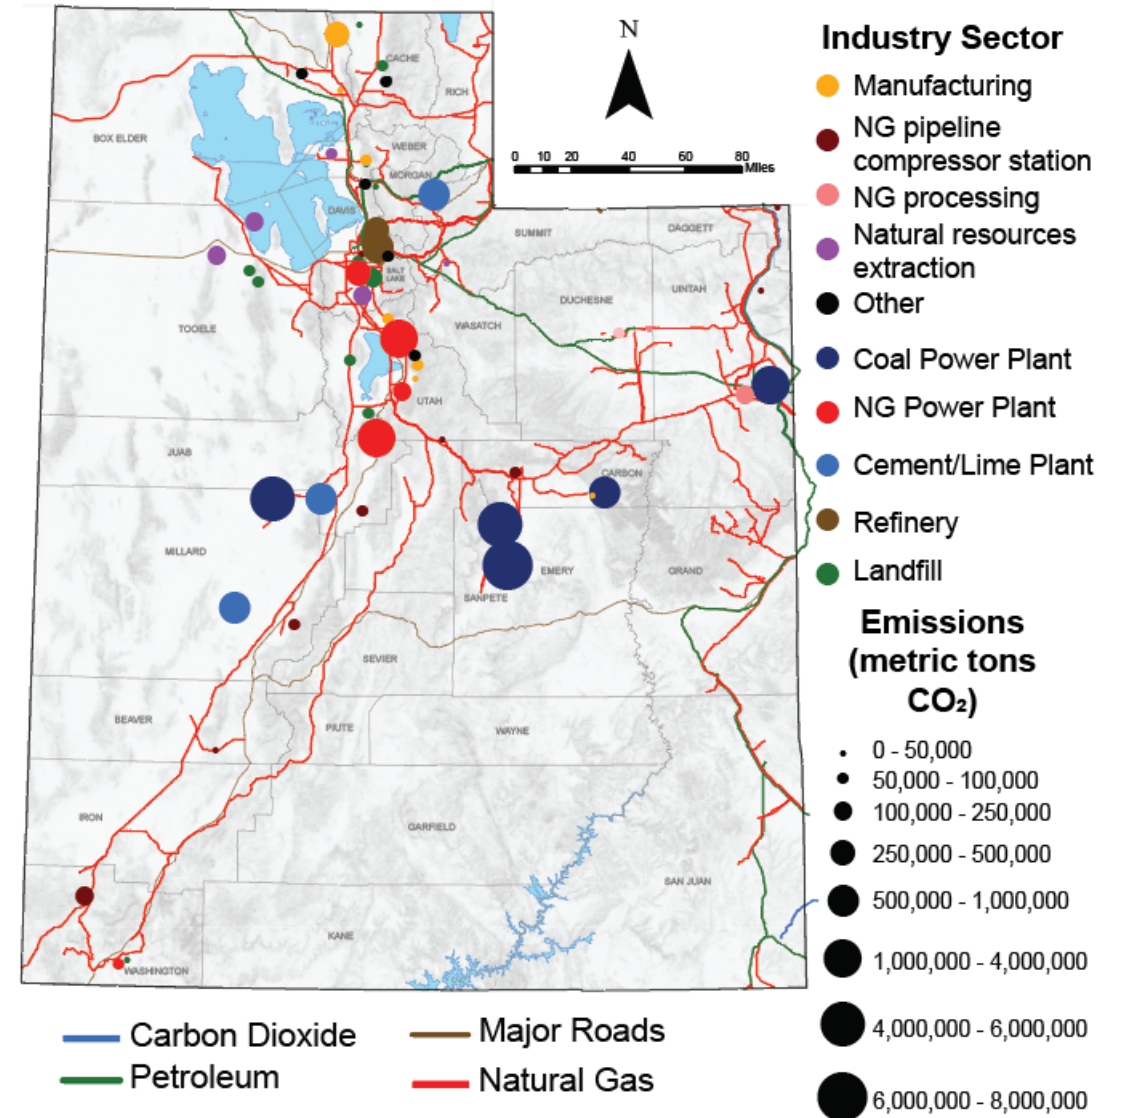 N
0 10 20 40 60 80
Miles
CACHE
RICH
BOX ELDER
WEBER
MORGAN
DAVIS
SUMMIT
DAGGETT
SALT
LAKE
DUCHESNE
UINTAH
TOOELE
WASATCH
UTAH
JUAB
CARBON
MILLARD
EMERY
GRAND
SANPETE
SEVIER
BEAVER
PIUTE
WAYNE
IRON
GARFIELD
SAN JUAN
KANE
WASHINGTON
Industry Sector
Manufacturing
NG pipeline
compressor station
NG processing
Natural resources
extraction
Other
Coal Power Plant
NG Power Plant
Cement/Lime Plant
Refinery
Landfill
Emissions
(metric tons
CO₂)
0 - 50,000
50,000 - 100,000
100,000 - 250,000
250,000 - 500,000
500,000 - 1,000,000
1,000,000 - 4,000,000
4,000,000 - 6,000,000
6,000,000 - 8,000,000
Carbon Dioxide
Major Roads
Petroleum
Natural Gas